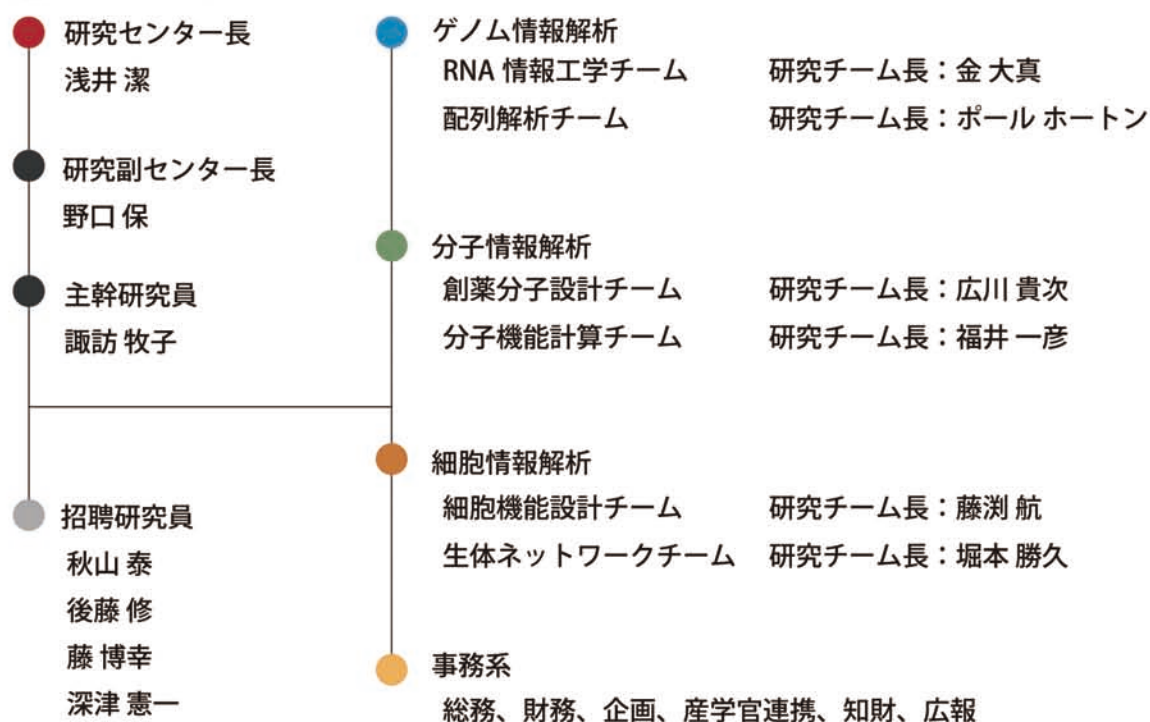 研究センター長
浅井 潔
研究副センター長
野口 保
主幹研究員
諏訪 牧子
招聘研究員
秋山 泰
後藤 修
藤 博幸
深津 憲一
ゲノム情報解析
RNA 情報工学チーム 研究チーム長：金 大真
配列解析チーム 研究チーム長：ポール ホートン
分子情報解析
創薬分子設計チーム 研究チーム長：広川 貴次
分子機能計算チーム 研究チーム長：福井 一彦
細胞情報解析
細胞機能設計チーム 研究チーム長：藤渕 航
生体ネットワークチーム 研究チーム長：堀本 勝久
事務系
総務、財務、企画、産学官連携、知財、広報